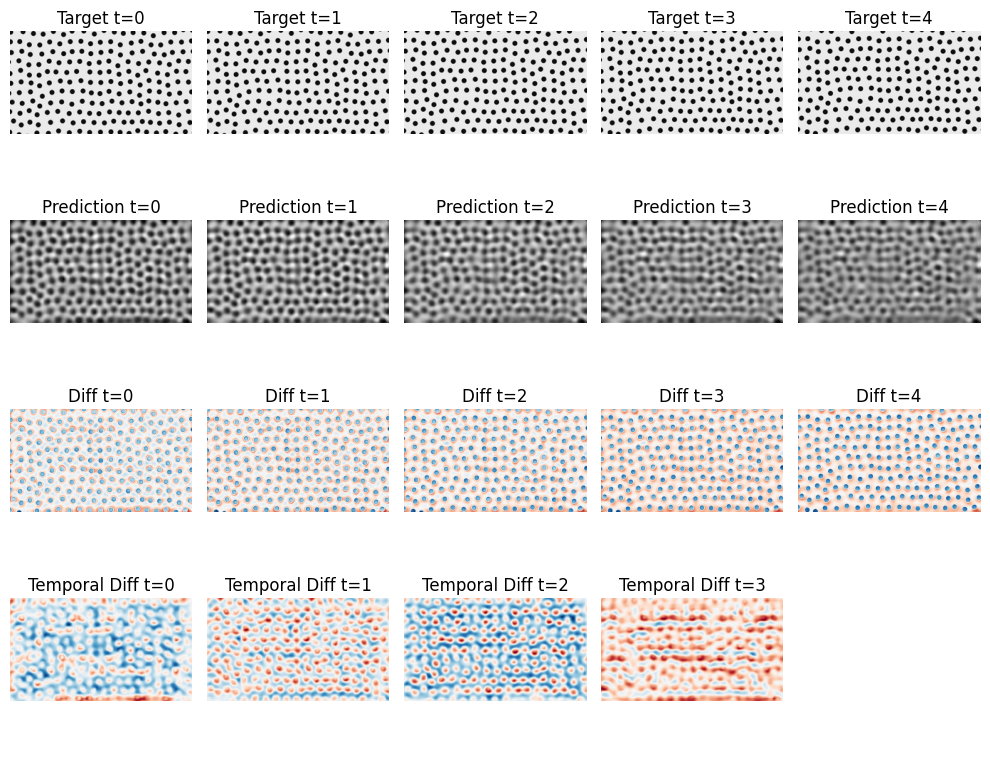 Target t=0 Target t=1 Target t=2 Target t=3 Target t=4
Prediction t=0 Prediction t=1 Prediction t=2 Prediction t=3 Prediction t=4
Diff t=0 Diff t=1 Diff t=2 Diff t=3 Diff t=4
Temporal Diff t=0 Temporal Diff t=1 Temporal Diff t=2 Temporal Diff t=3